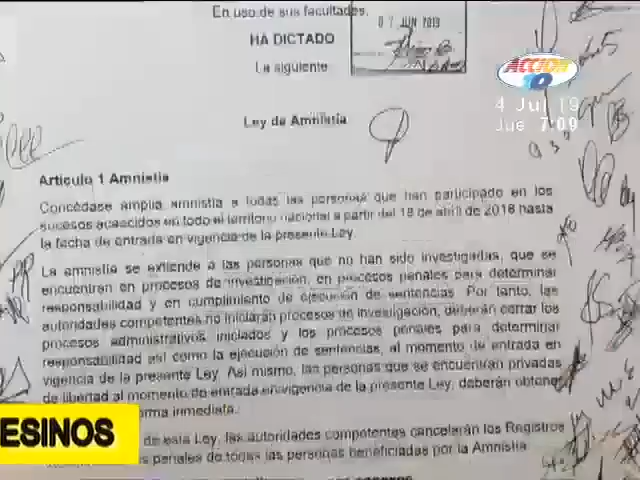 En uso de sus facultades,
07 JUN 2019
HA DICTADO
La siguiente
ACCION
10
4 Jul 19
Jue 7:09
Ley de Amnistía
Artículo 1 Amnistía
Concédase amplia amnistía a todas las personas que han participado en los
sucesos acaecidos en todo el territorio nacional a partir del 18 de abril de 2018 hasta
la fecha de entrada en vigencia de la presente Ley.
La amnistía se extiende a las personas que no han sido investigadas, que se
encuentran en procesos de investigación, en procesos penales para determinar
responsabilidad y en cumplimiento de ejecución de sentencias. Por tanto, las
autoridades competentes no iniciarán procesos de investigación, deberán cerrar los
procesos administrativos iniciados y los procesos penales para determinar
responsabilidad así como la ejecución de sentencias, al momento de entrada en
vigencia de la presente Ley. Así mismo, las personas que se encuentran privadas
de libertad al momento de entrada en vigencia de la presente Ley, deberán obtener
orma inmediata.
ESINOS
de esta Ley, las autoridades competentes cancelarán los Registros
penales de todas las personas beneficiadas por la Amnistía.